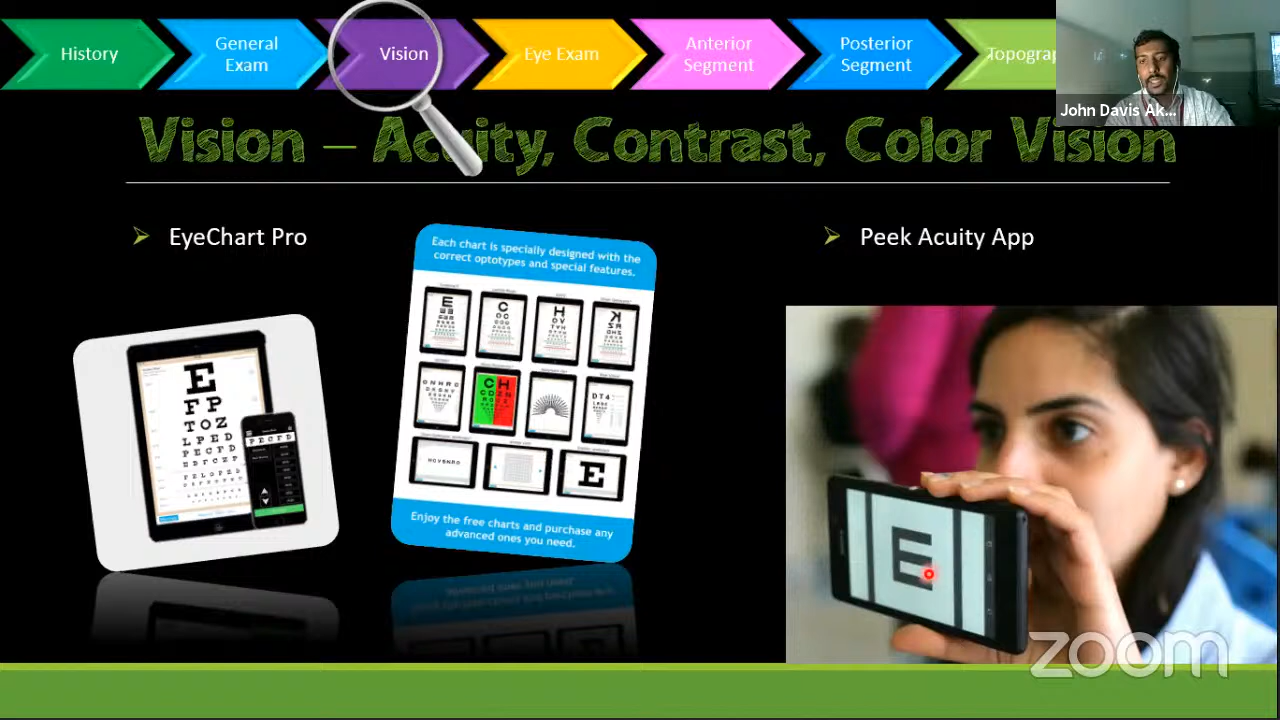 History
General
Exam
Vision
Eye Exam
Anterior
Segment
Posterior
Segment
Topograp
John Davis Ak...
Vision – Acuity, Contrast, Color Vision
EyeChart Pro
Peek Acuity App
Each chart is specially designed with the
correct optotypes and special features.
E
F P
T O Z
L P E D
P E C F D
P E C F D
E
C
H
C H
D T 4
H O V S N R O
E
Enjoy the free charts and purchase any
advanced ones you need.
E
zoom